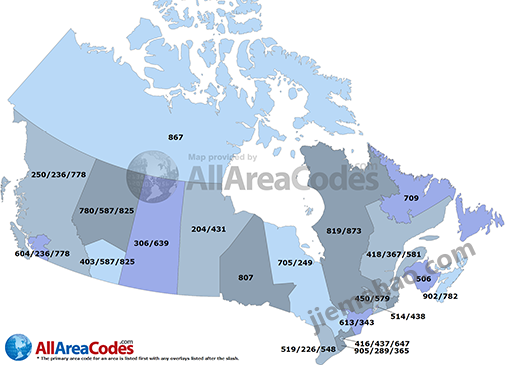 867
Map provided by
AllAreaCodes
.com
250/236/778
709
780/587/825
306/639
204/431
819/873
604/236/778
403/587/825
807
705/249
418/367/581
506
902/782
450/579
514/438
613/343
416/437/647
905/289/365
519/226/548
jiemahao.com
AllAreaCodes
.com
* The primary area code for an area is listed first with any overlays listed after the slash.